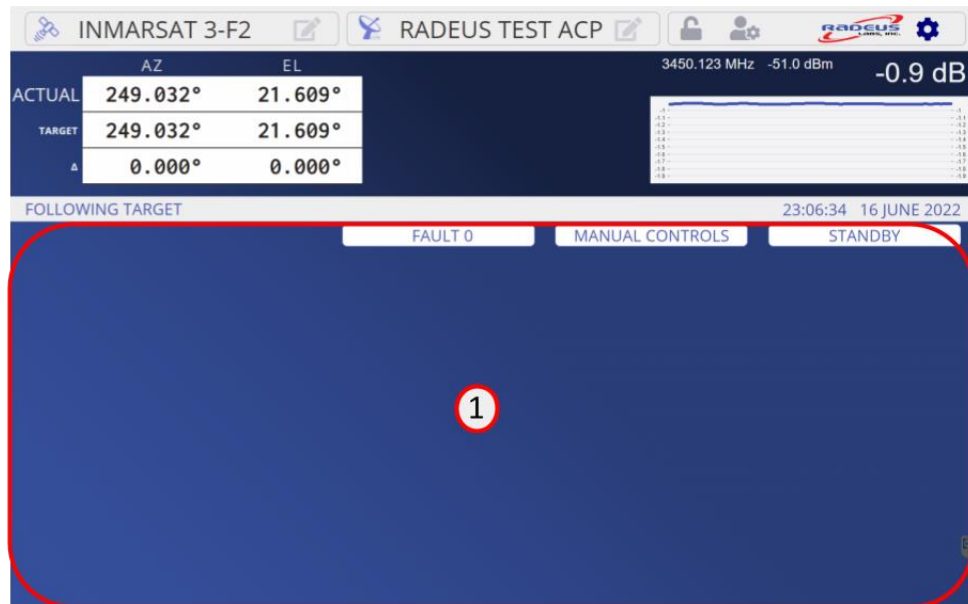 INMARSAT 3-F2
RADEUS TEST ACP
RADEUS
LABS, INC.
AZ EL
ACTUAL 249.032° 21.609°
TARGET 249.032° 21.609°
Δ 0.000° 0.000°
3450.123 MHz -51.0 dBm -0.9 dB
FOLLOWING TARGET 23:06:34 16 JUNE 2022
FAULT 0 MANUAL CONTROLS STANDBY
1